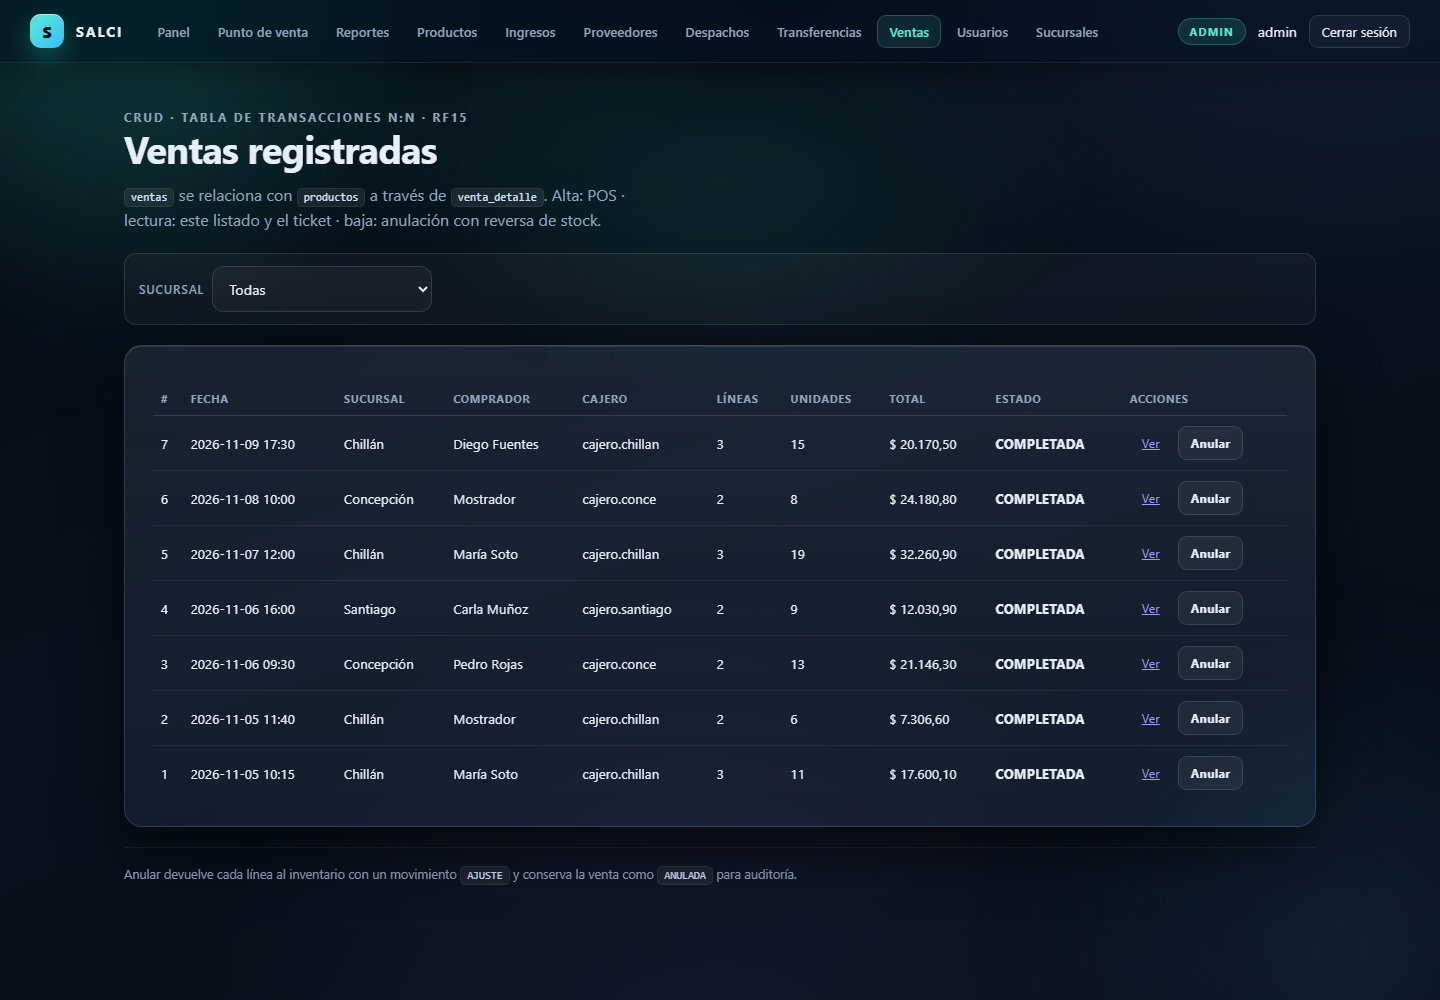 S SALCI Panel Punto de venta Reportes Productos Ingresos Proveedores Despachos Transferencias Ventas Usuarios Sucursales ADMIN admin Cerrar sesión
CRUD · TABLA DE TRANSACCIONES N:N · RF15
Ventas registradas
ventas se relaciona con productos a través de venta_detalle. Alta: POS ·
lectura: este listado y el ticket · baja: anulación con reversa de stock.
SUCURSAL Todas
# FECHA SUCURSAL COMPRADOR CAJERO LÍNEAS UNIDADES TOTAL ESTADO ACCIONES
7 2026-11-09 17:30 Chillán Diego Fuentes cajero.chillan 3 15 $ 20.170,50 COMPLETADA Ver Anular
6 2026-11-08 10:00 Concepción Mostrador cajero.conce 2 8 $ 24.180,80 COMPLETADA Ver Anular
5 2026-11-07 12:00 Chillán María Soto cajero.chillan 3 19 $ 32.260,90 COMPLETADA Ver Anular
4 2026-11-06 16:00 Santiago Carla Muñoz cajero.santiago 2 9 $ 12.030,90 COMPLETADA Ver Anular
3 2026-11-06 09:30 Concepción Pedro Rojas cajero.conce 2 13 $ 21.146,30 COMPLETADA Ver Anular
2 2026-11-05 11:40 Chillán Mostrador cajero.chillan 2 6 $ 7.306,60 COMPLETADA Ver Anular
1 2026-11-05 10:15 Chillán María Soto cajero.chillan 3 11 $ 17.600,10 COMPLETADA Ver Anular
Anular devuelve cada línea al inventario con un movimiento AJUSTE y conserva la venta como ANULADA para auditoría.